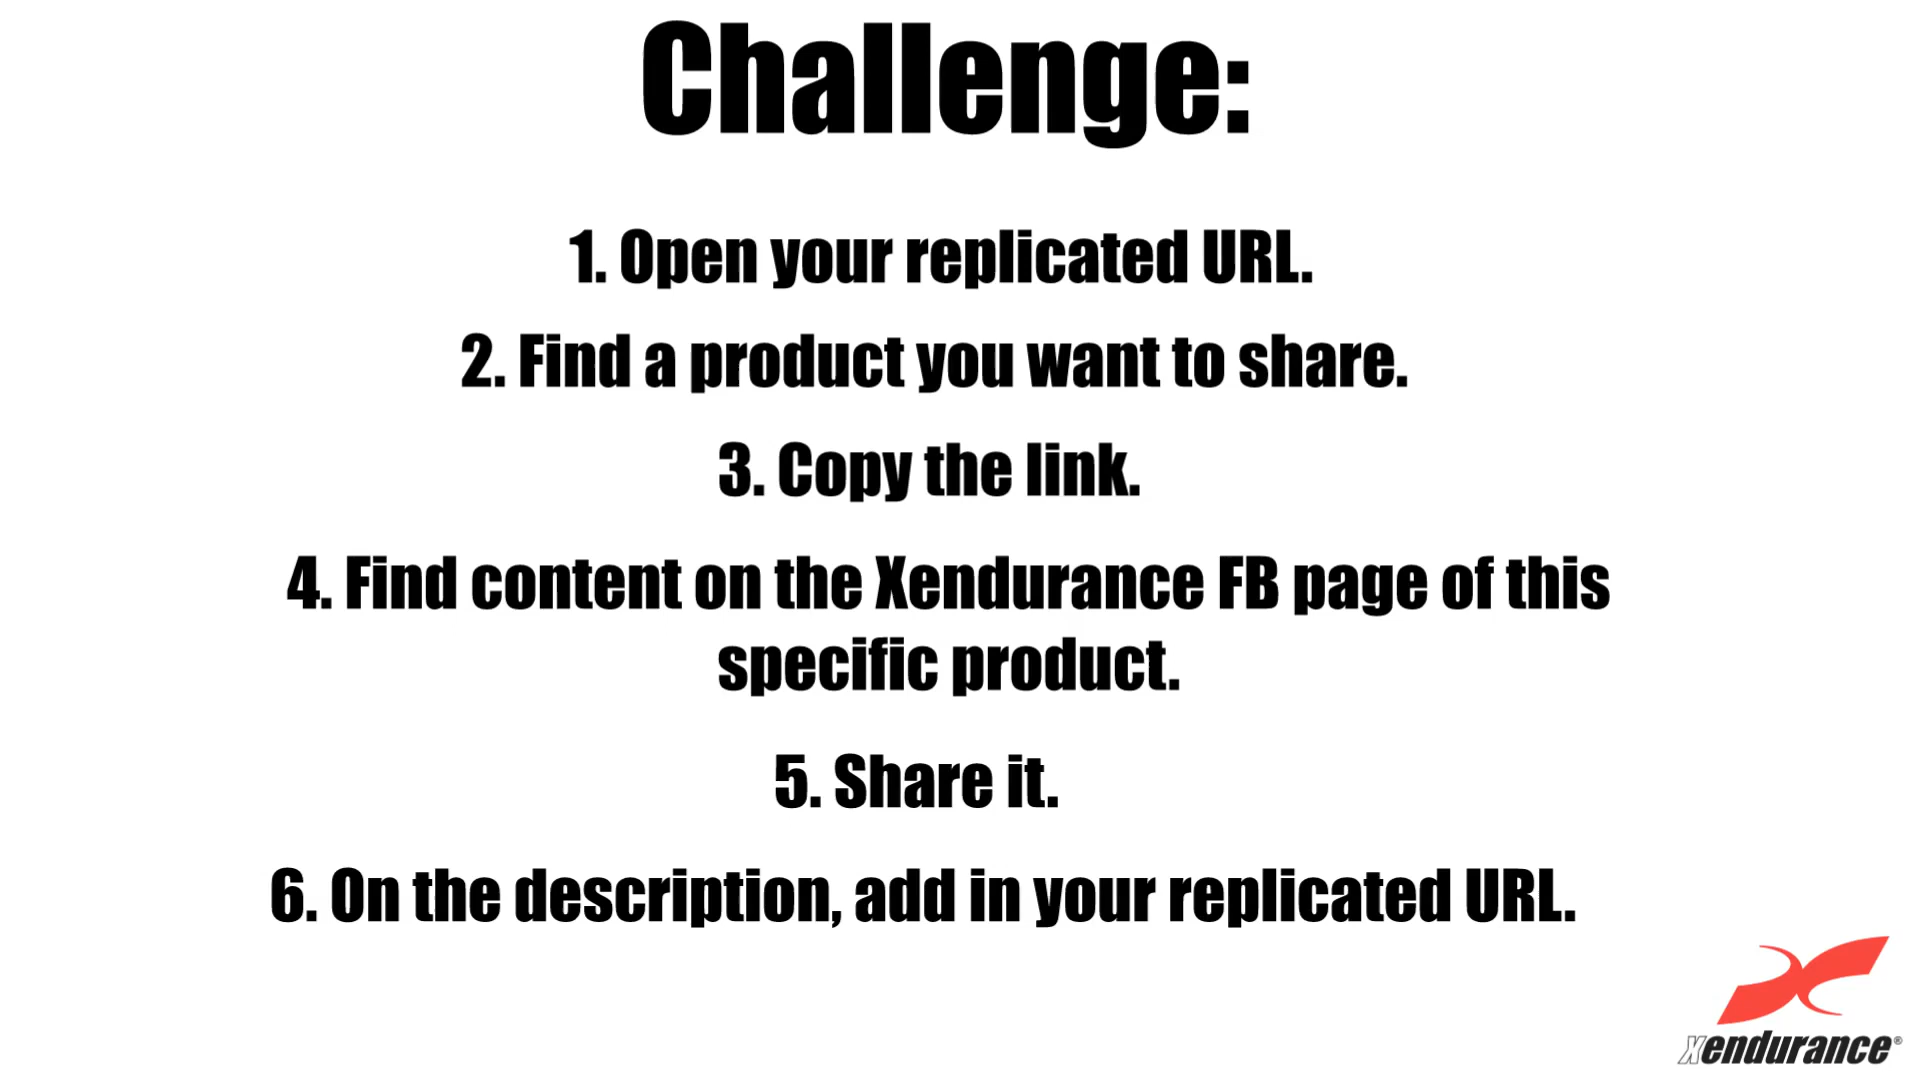 Challenge:
1. Open your replicated URL.
2. Find a product you want to share.
3. Copy the link.
4. Find content on the Xendurance FB page of this
specific product.
5. Share it.
6. On the description, add in your replicated URL.
xendurance®